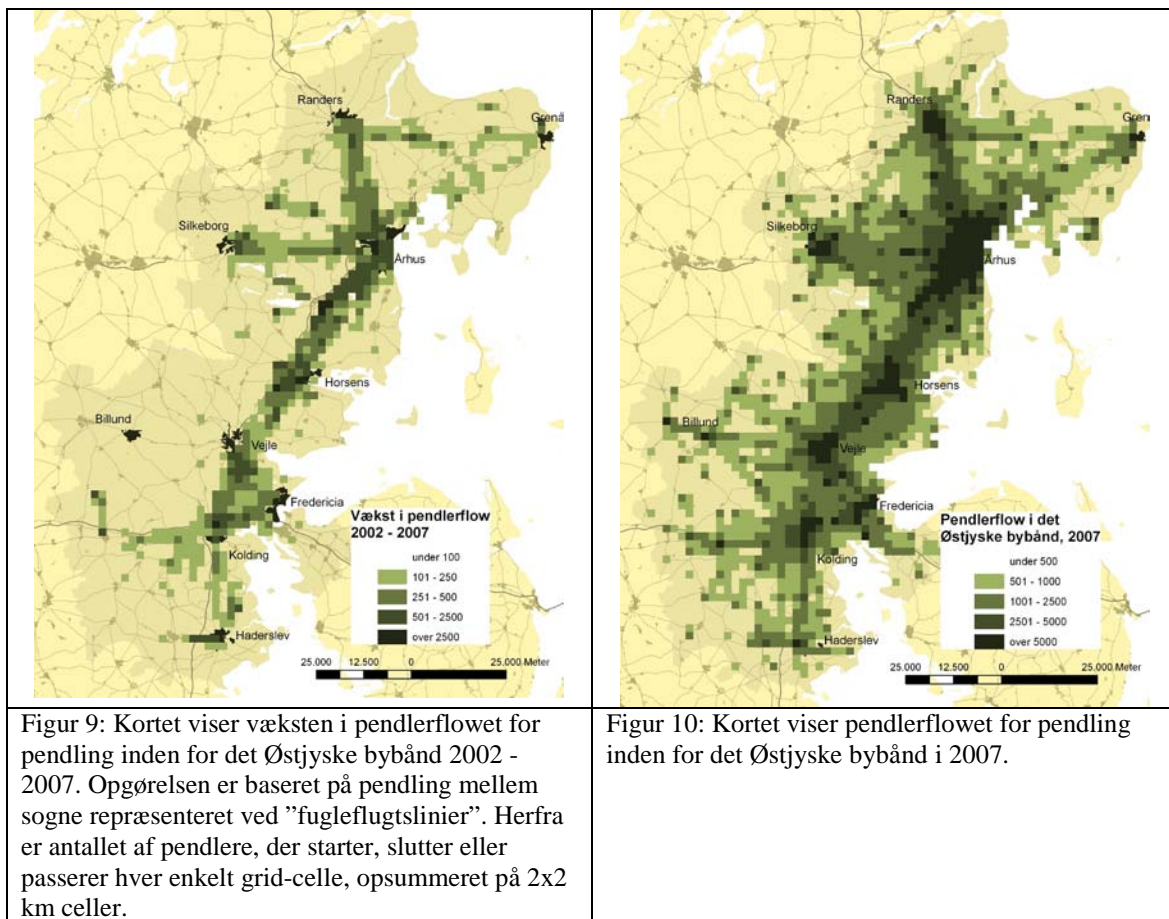 Randers
Grenå
Silkeborg
Århus
Horsens
Billund
Vejle
Fredericia
Kolding
Haderslev
Vækst i pendlerflow
2002 - 2007
under 100
101 - 250
251 - 500
501 - 2500
over 2500
25.000 12.500 0 25.000 Meter
Randers
Gren
Silkeborg
Århus
Horsens
Billund
Vejle
Fredericia
Kolding
Haderslev
Pendlerflow i det
Østjyske bybånd, 2007
under 500
501 - 1000
1001 - 2500
2501 - 5000
over 5000
25.000 12.500 0 25.000 Meter
Figur 9: Kortet viser væksten i pendlerflowet for
pendling inden for det Østjyske bybånd 2002 -
2007. Opgørelsen er baseret på pendling mellem
sogne repræsenteret ved ”fugleflugtslinier”. Herfra
er antallet af pendlere, der starter, slutter eller
passerer hver enkelt grid-celle, opsummeret på 2x2
km celler.
Figur 10: Kortet viser pendlerflowet for pendling
inden for det Østjyske bybånd i 2007.